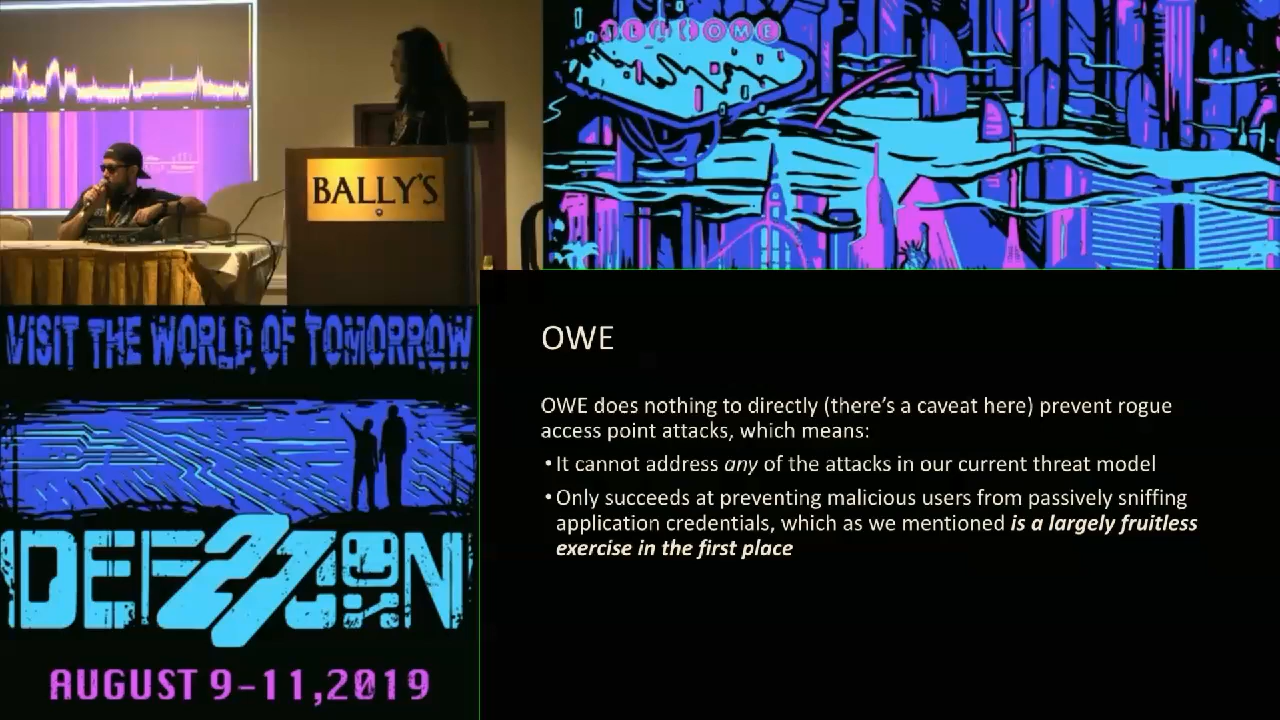 WELCOME
BALLY'S
VISIT THE WORLD OF TOMORROW
DEFCON
27
AUGUST 9-11,2019
OWE
OWE does nothing to directly (there's a caveat here) prevent rogue
access point attacks, which means:
•It cannot address any of the attacks in our current threat model
•Only succeeds at preventing malicious users from passively sniffing
application credentials, which as we mentioned is a largely fruitless
exercise in the first place